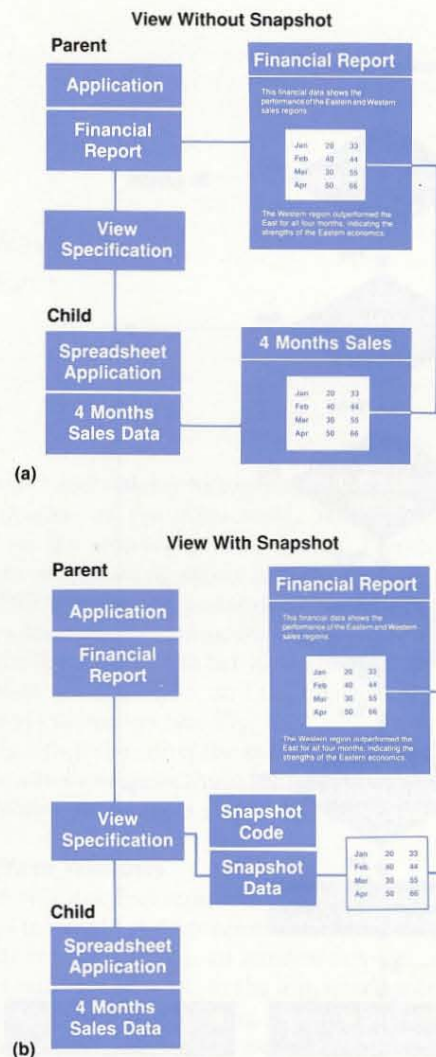 View Without Snapshot
Parent
Application
Financial
Report
View
Specification
Child
Spreadsheet
Application
4 Months
Sales Data
Financial Report
This financial data shows the
performance of the Eastern and Western
sales regions.
Jan 20 33
Feb 40 44
Mar 30 55
Apr 50 66
The Western region outperformed the
East for all four months, indicating the
strengths of the Eastern economics.
4 Months Sales
Jan 20 33
Feb 40 44
Mar 30 55
Apr 50 66
(a)
View With Snapshot
Parent
Application
Financial
Report
View
Specification
Child
Spreadsheet
Application
4 Months
Sales Data
Financial Report
This financial data shows the
performance of the Eastern and Western
sales regions.
Jan 20 33
Feb 40 44
Mar 30 55
Apr 50 66
The Western region outperformed the
East for all four months, indicating the
strengths of the Eastern economics.
Snapshot
Code
Snapshot
Data
Jan 20 33
Feb 40 44
Mar 30 55
Apr 50 66
(b)